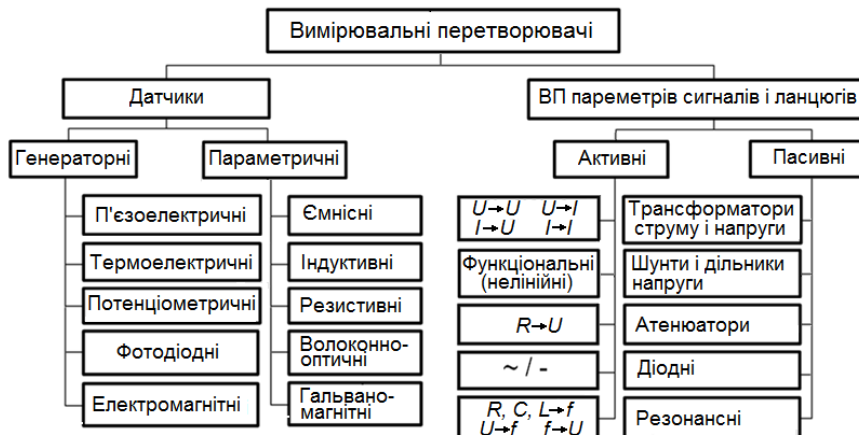 Вимірювальні перетворювачі
Датчики
ВП пареметрів сигналів і ланцюгів
Генераторні
Параметричні
Активні
Пасивні
П'єзоелектричні
Термоелектричні
Потенціометричні
Фотодіодні
Електромагнітні
Ємнісні
Індуктивні
Резистивні
Волоконно-
оптичні
Гальвано-
магнітні
U→U U→I
I→U I→I
Функціональні
(нелінійні)
R→U
~ / -
R, C, L→f
U→f f→U
Трансформатори
струму і напруги
Шунти і дільники
напруги
Атенюатори
Діодні
Резонансні